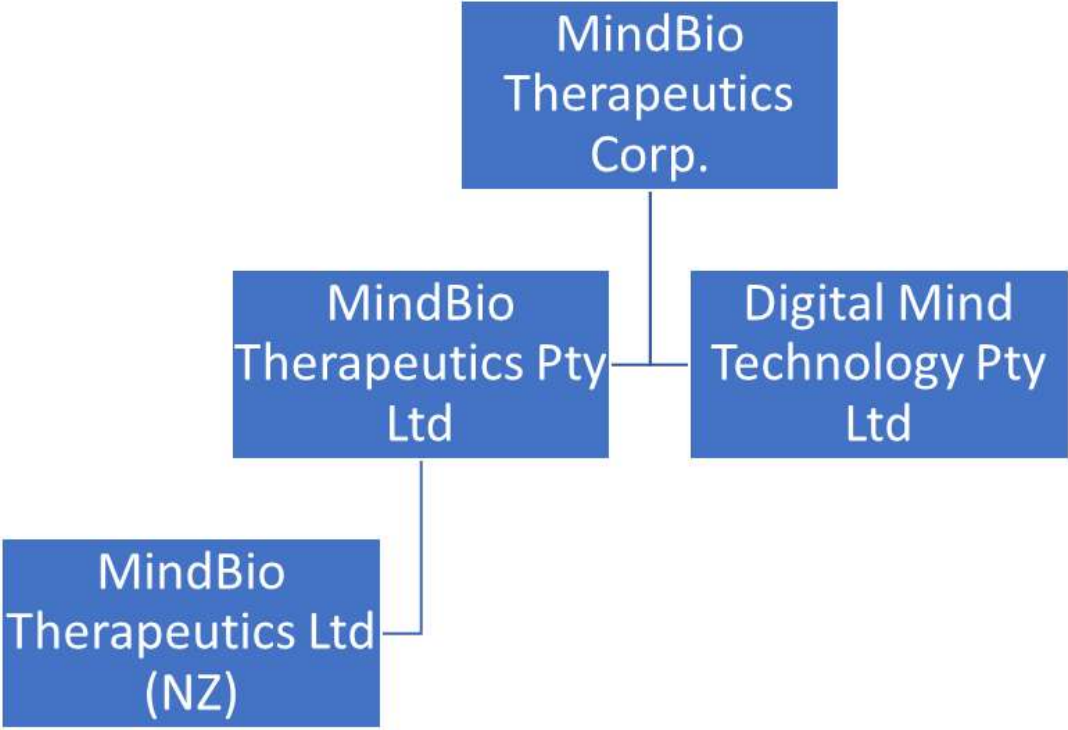 MindBio
Therapeutics
Corp.
MindBio
Therapeutics Pty
Ltd
Digital Mind
Technology Pty
Ltd
MindBio
Therapeutics Ltd
(NZ)